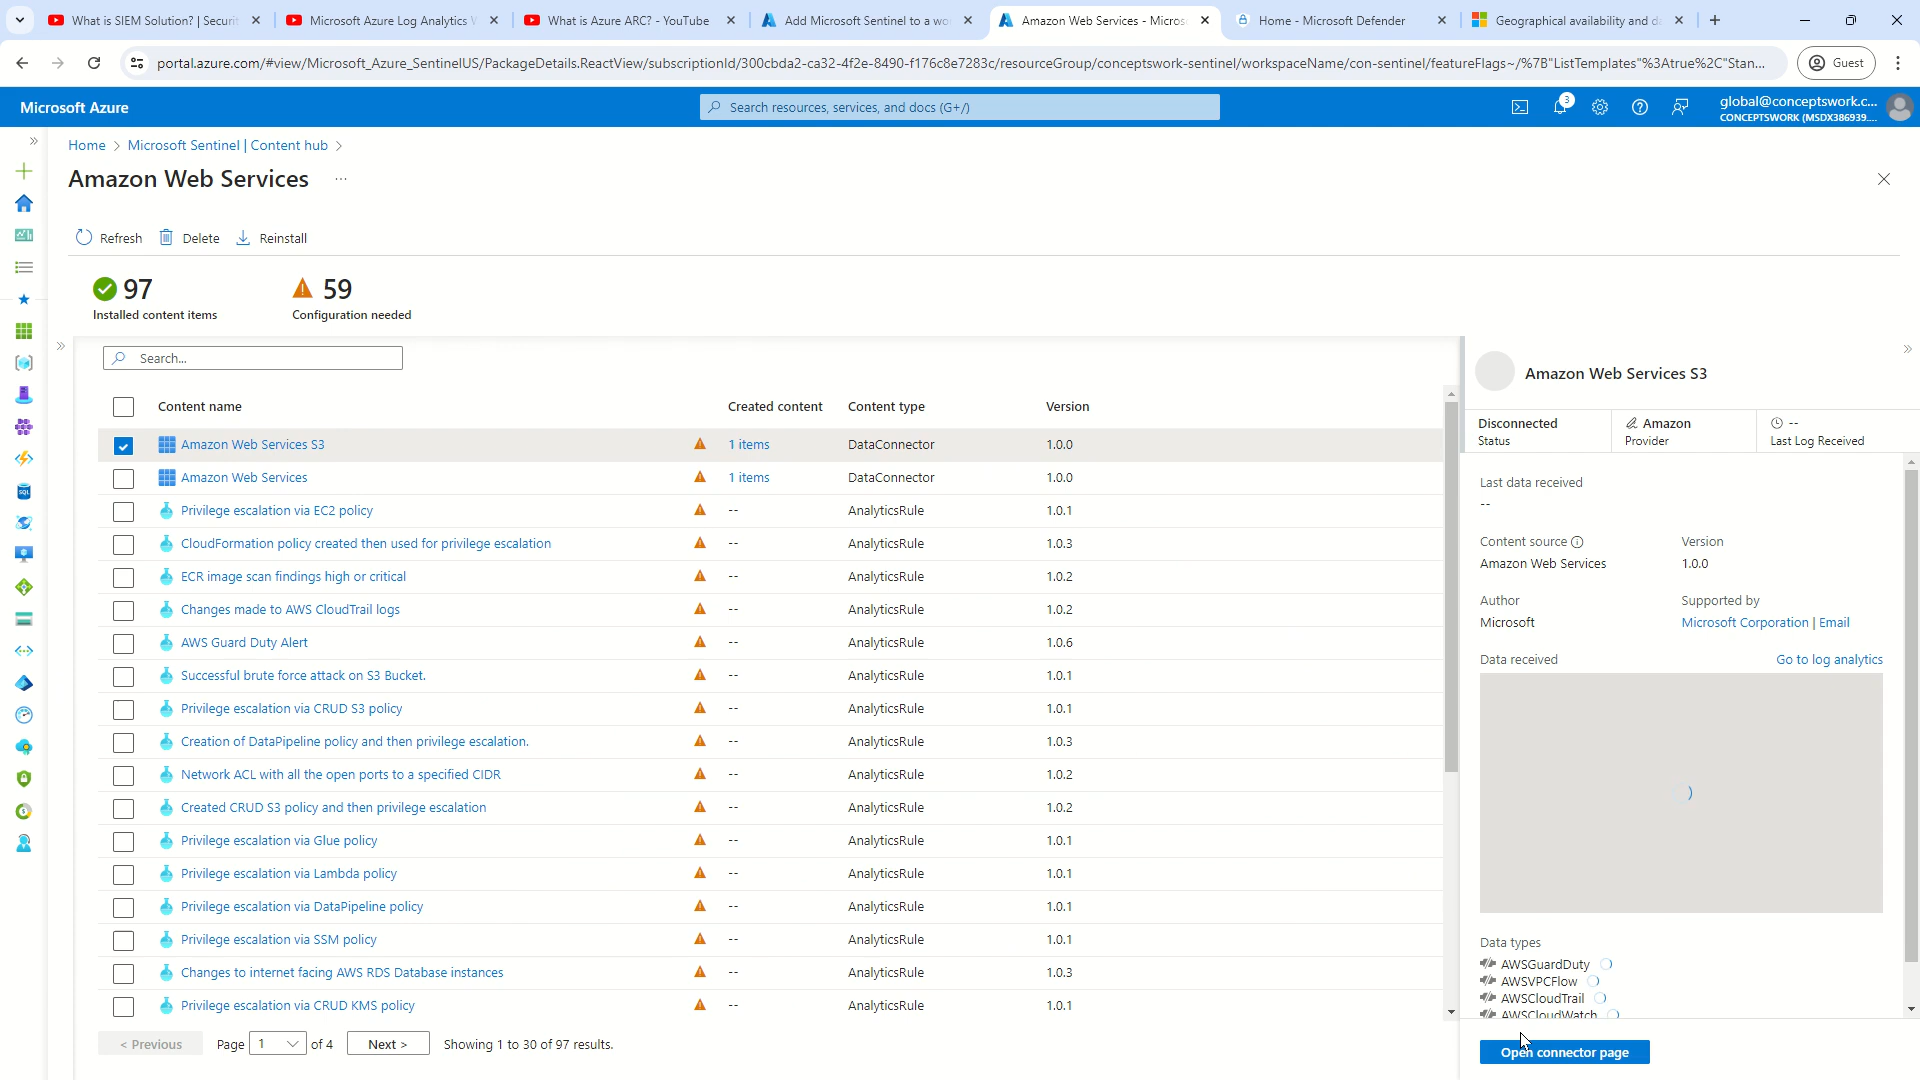 What is SIEM Solution? | Securi
Microsoft Azure Log Analytics
What is Azure ARC? - YouTube
Add Microsoft Sentinel to a wo
Amazon Web Services - Micros
Home - Microsoft Defender
Geographical availability and d
portal.azure.com/#view/Microsoft_Azure_SentinelUS/PackageDetails.ReactView/subscriptionId/300cbda2-ca32-4f2e-8490-f176c8e7283c/resourceGroup/conceptswork-sentinel/workspaceName/con-sentinel/featureFlags~/%7B"ListTemplates"%3Atrue%2C"Stan...
Guest
Microsoft Azure
Search resources, services, and docs (G+/)
3
global@conceptswork.c...
CONCEPTSWORK (MSDX386939....
Home > Microsoft Sentinel | Content hub >
Amazon Web Services ...
Refresh Delete Reinstall
97
Installed content items
59
Configuration needed
Search...
Content name Created content Content type Version
Amazon Web Services S3 1 items DataConnector 1.0.0
Amazon Web Services 1 items DataConnector 1.0.0
Privilege escalation via EC2 policy -- AnalyticsRule 1.0.1
CloudFormation policy created then used for privilege escalation -- AnalyticsRule 1.0.3
ECR image scan findings high or critical -- AnalyticsRule 1.0.2
Changes made to AWS CloudTrail logs -- AnalyticsRule 1.0.2
AWS Guard Duty Alert -- AnalyticsRule 1.0.6
Successful brute force attack on S3 Bucket. -- AnalyticsRule 1.0.1
Privilege escalation via CRUD S3 policy -- AnalyticsRule 1.0.1
Creation of DataPipeline policy and then privilege escalation. -- AnalyticsRule 1.0.3
Network ACL with all the open ports to a specified CIDR -- AnalyticsRule 1.0.2
Created CRUD S3 policy and then privilege escalation -- AnalyticsRule 1.0.2
Privilege escalation via Glue policy -- AnalyticsRule 1.0.1
Privilege escalation via Lambda policy -- AnalyticsRule 1.0.1
Privilege escalation via DataPipeline policy -- AnalyticsRule 1.0.1
Privilege escalation via SSM policy -- AnalyticsRule 1.0.1
Changes to internet facing AWS RDS Database instances -- AnalyticsRule 1.0.3
Privilege escalation via CRUD KMS policy -- AnalyticsRule 1.0.1
< Previous Page 1 of 4 Next > Showing 1 to 30 of 97 results.
Amazon Web Services S3
Disconnected Amazon --
Status Provider Last Log Received
Last data received
--
Content source Version
Amazon Web Services 1.0.0
Author Supported by
Microsoft Microsoft Corporation | Email
Data received Go to log analytics
Data types
AWSGuardDuty
AWSVPCFlow
AWSCloudTrail
AWSCloudWatch
Open connector page